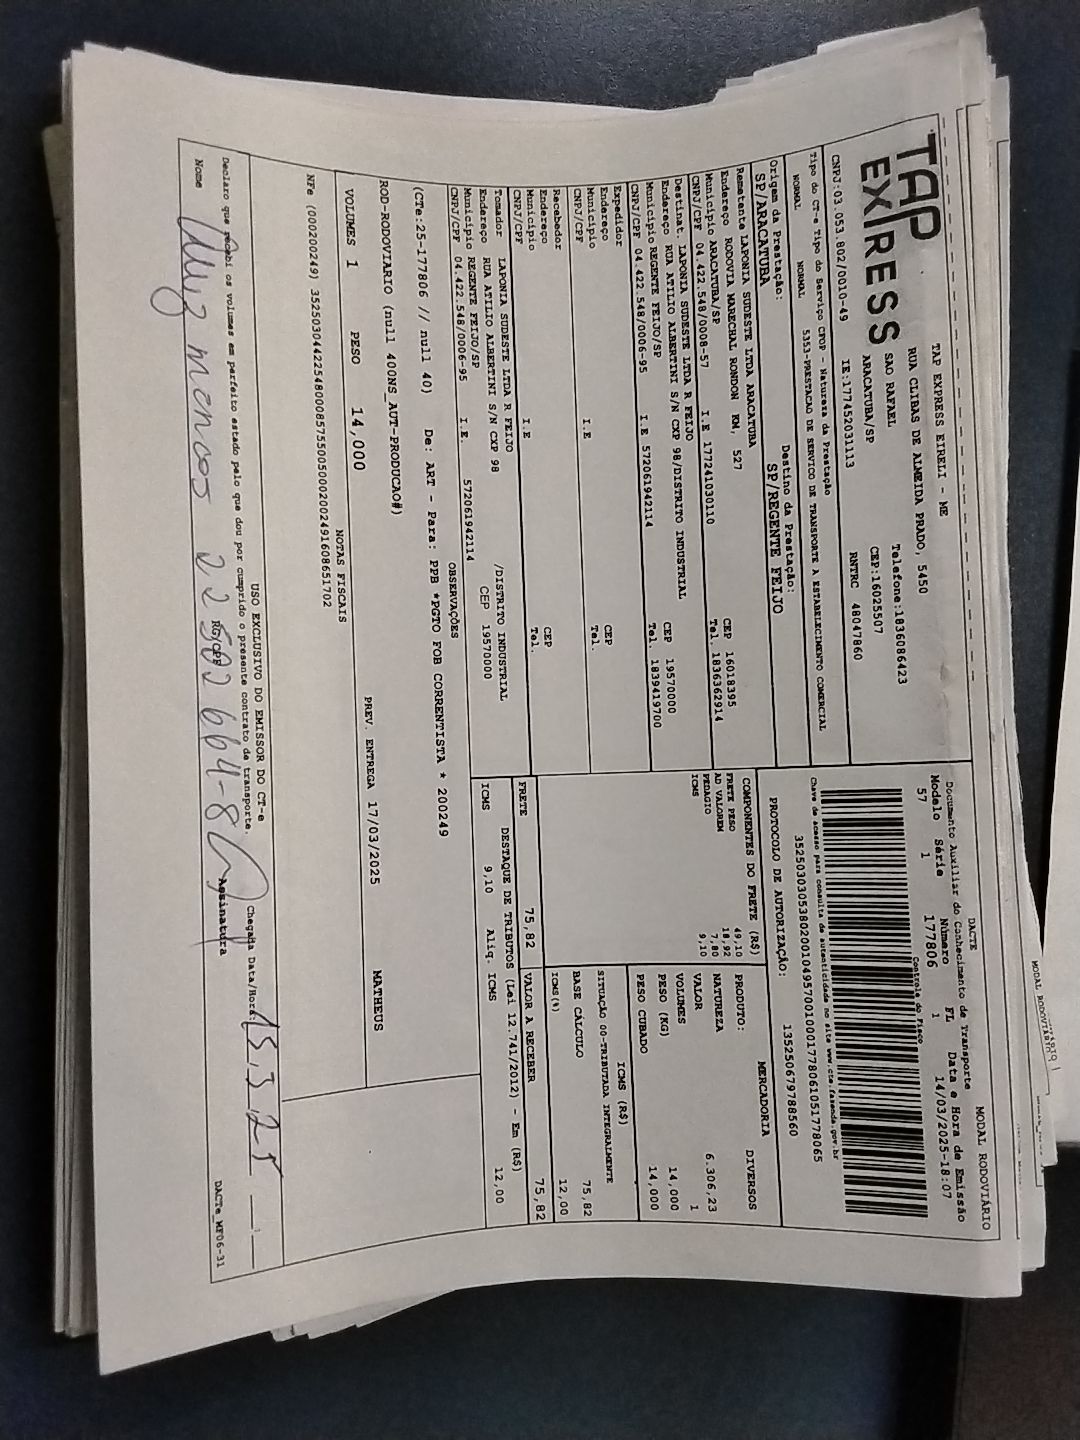 TAP
EXPRESS
TAP EXPRESS EIRELI - ME
RUA CLIBAS DE ALMEIDA PRADO, 5450
SAO RAFAEL
ARACATUBA/SP
Telefone:1836086423
CEP:16025507
CNPJ:03.053.802/0010-49 IE:177452031113 RNTRC 48047860
MODAL RODOVIÁRIO
DACTE
Documento Auxiliar do Conhecimento de Transporte
Modelo Série Número FL Data e Hora de Emissão
57 1 177806 1 14/03/2025-18:07
Controle do Fisco
Chave de acesso para consulta de autenticidade no site www.cte.fazenda.gov.br
35250303053802001049570010001778061051778065
PROTOCOLO DE AUTORIZAÇÃO: 135250679788560
Tipo do CT-e Tipo do Serviço CFOP - Natureza da Prestação
NORMAL NORMAL 5353-PRESTACAO DE SERVICO DE TRANSPORTE A ESTABELECIMENTO COMERCIAL
Origem da Prestação: Destino da Prestação:
SP/ARACATUBA SP/REGENTE FEIJO
Remetente LAPONIA SUDESTE LTDA ARACATUBA
Endereço RODOVIA MARECHAL RONDON KM, 527 CEP 16018395
Município ARACATUBA/SP Tel. 1836362914
CNPJ/CPF 04.422.548/0008-57 I.E 177241030110
Destinat. LAPONIA SUDESTE LTDA R FEIJO
Endereço RUA ATILIO ALBERTINI S/N CXP 98/DISTRITO INDUSTRIAL CEP 19570000
Município REGENTE FEIJO/SP Tel. 1839419700
CNPJ/CPF 04.422.548/0006-95 I.E 572061942114
Expedidor
Endereço CEP
Município Tel.
CNPJ/CPF I.E
Recebedor
Endereço CEP
Município Tel.
CNPJ/CPF I.E
Tomador LAPONIA SUDESTE LTDA R FEIJO
Endereço RUA ATILIO ALBERTINI S/N CXP 98 /DISTRITO INDUSTRIAL
Município REGENTE FEIJO/SP CEP 19570000
CNPJ/CPF 04.422.548/0006-95 I.E. 572061942114
COMPONENTES DO FRETE (R$)
FRETE PESO 49,10
AD VALOREM 18,92
PEDAGIO 7,80
ICMS 9,10
PRODUTO: MERCADORIA
NATUREZA DIVERSOS
VALOR 6.306,23
VOLUMES 1
PESO (KG) 14,000
PESO CUBADO 14,000
ICMS (R$)
SITUAÇÃO 00-TRIBUTADA INTEGRALMENTE
BASE CÁLCULO 75,82
ICMS(%) 12,00
FRETE 75,82 VALOR A RECEBER 75,82
DESTAQUE DE TRIBUTOS (Lei 12.741/2012) - Em (R$)
ICMS 9,10 Aliq. ICMS 12,00
OBSERVAÇÕES
(CTe:25-177806 // null 40) De: ART - Para: PPB *PGTO FOB CORRENTISTA * 200249
ROD-RODOVIARIO (null 400NS_AUT-PRODUCAO#)
VOLUMES 1 PESO 14,000 PREV. ENTREGA 17/03/2025 MATHEUS
NOTAS FISCAIS
NFe (000200249) 35250304422548000857550050002002491608651702
USO EXCLUSIVO DO EMISSOR DO CT-e
Declaro que recebi os volumes em perfeito estado pelo que dou por cumprido o presente contrato de transporte.
Chegada Data/Hora: 15.3.25
Nome RG/CPF Assinatura
DACTe_MF06-31
MODAL RODOVIÁRIO